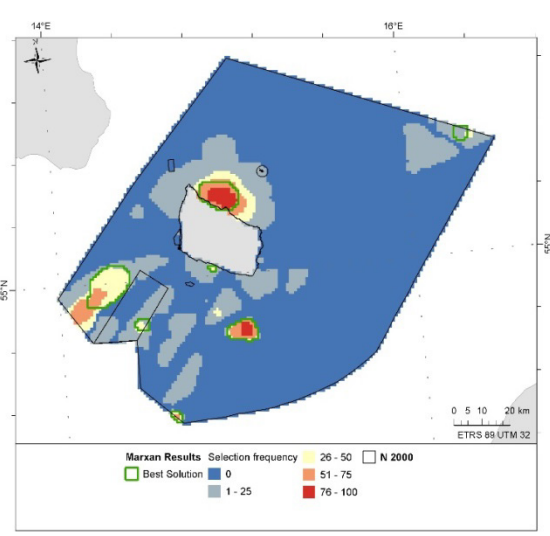 14°E 16°E
55°N
55°N
0 5 10 20 km
ETRS 89 UTM 32
Marxan Results Selection frequency 26 - 50 N 2000
Best Solution 0 51 - 75
1 - 25 76 - 100